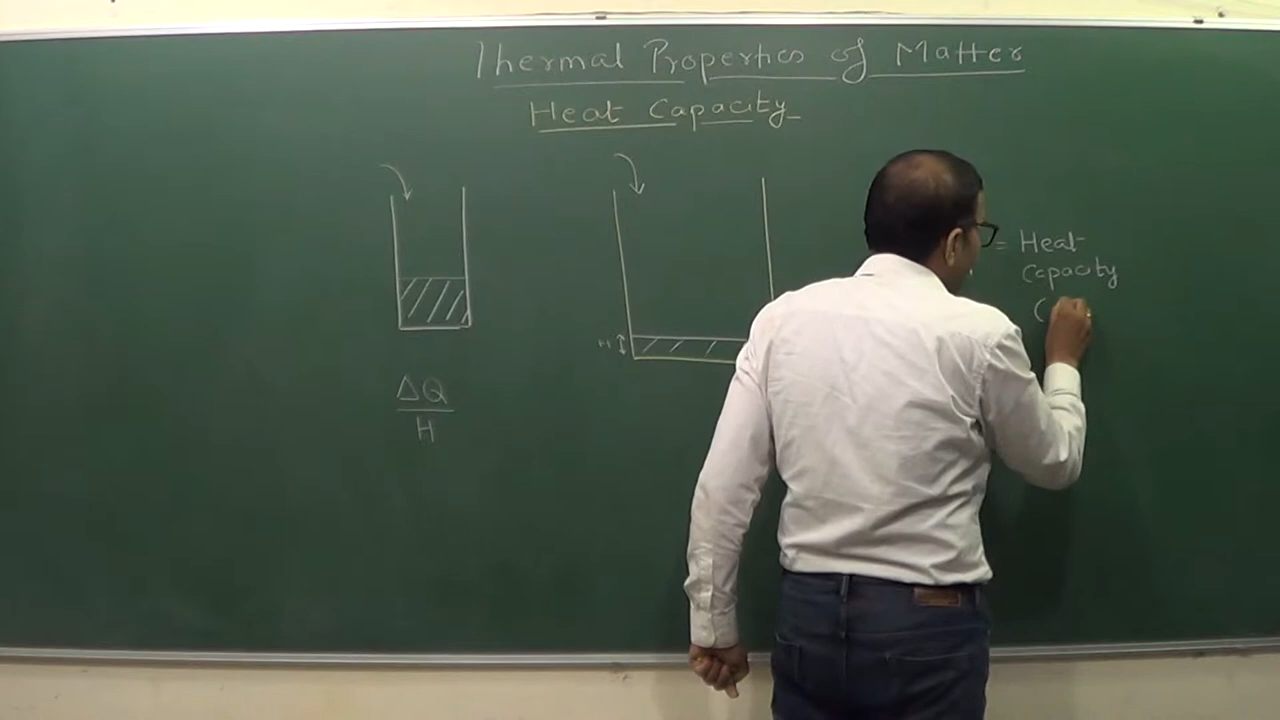 Thermal Properties of Matter
Heat Capacity
= Heat
Capacity
(
H
ΔQ
H